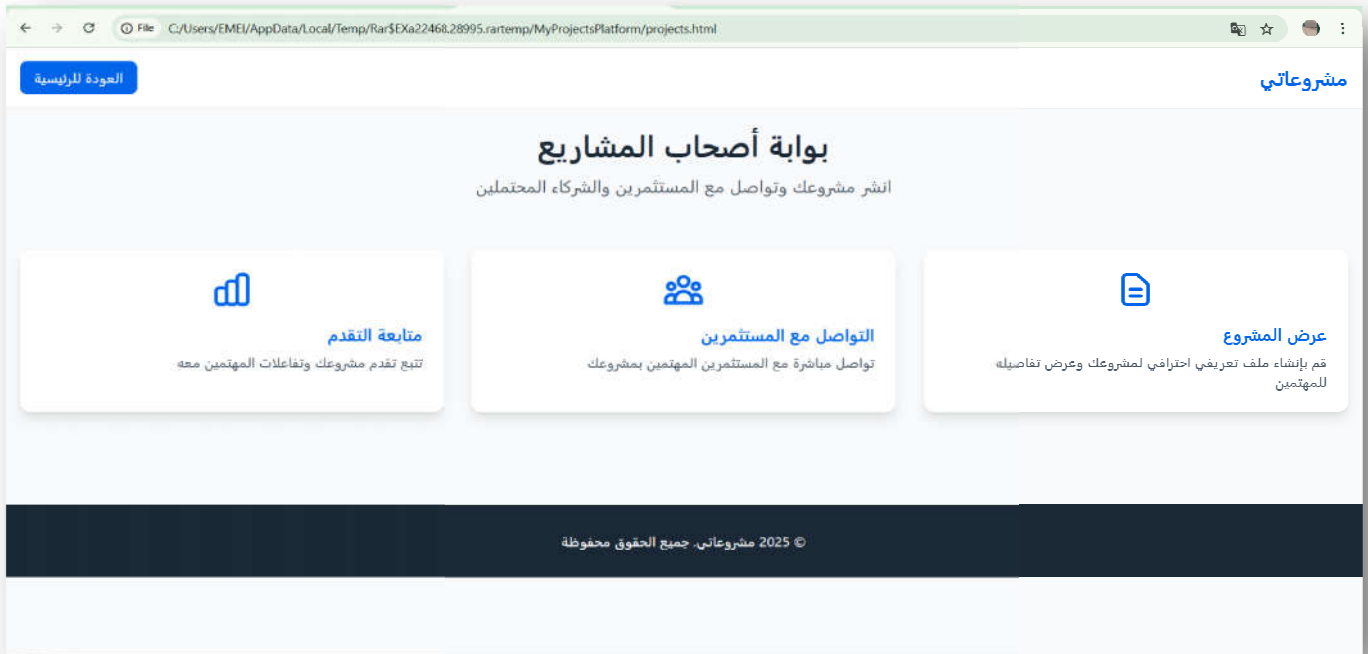 File C:/Users/EMEI/AppData/Local/Temp/Rar$EXa22468.28995.rartemp/MyProjectsPlatform/projects.html
مشروعاتي
العودة للرئيسية
بوابة أصحاب المشاريع
انشر مشروعك وتواصل مع المستثمرين والشركاء المحتملين
عرض المشروع
قم بإنشاء ملف تعريفي احترافي لمشروعك وعرض تفاصيله
للمهتمين
التواصل مع المستثمرين
تواصل مباشرة مع المستثمرين المهتمين بمشروعك
متابعة التقدم
تتبع تقدم مشروعك وتفاعلات المهتمين معه
© 2025 مشروعاتي. جميع الحقوق محفوظة